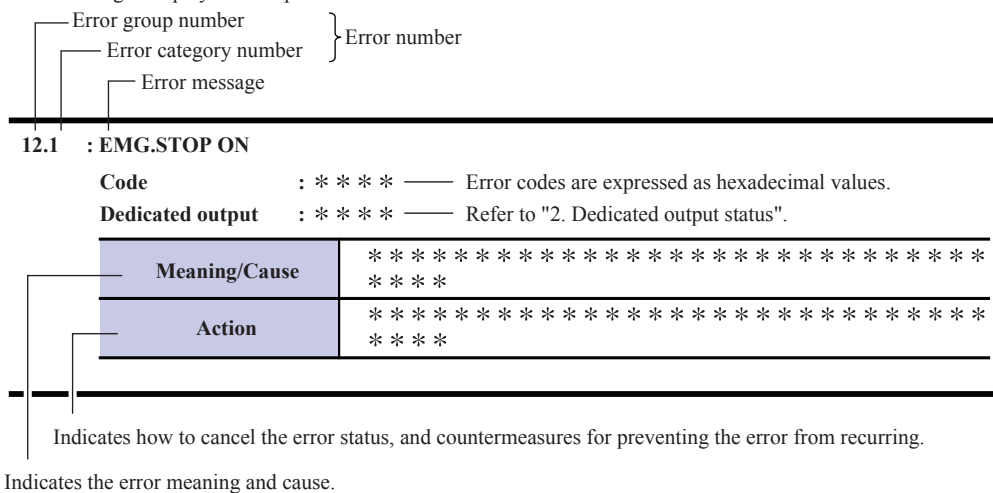 Error group number
Error category number
Error number
Error message
12.1 : EMG.STOP ON
Code : * * * * Error codes are expressed as hexadecimal values.
Dedicated output : * * * * Refer to "2. Dedicated output status".
Meaning/Cause
* * * * * * * * * * * * * * * * * * * * * * * * * * * * *
* * * *
Action
* * * * * * * * * * * * * * * * * * * * * * * * * * * * *
* * * *
Indicates how to cancel the error status, and countermeasures for preventing the error from recurring.
Indicates the error meaning and cause.